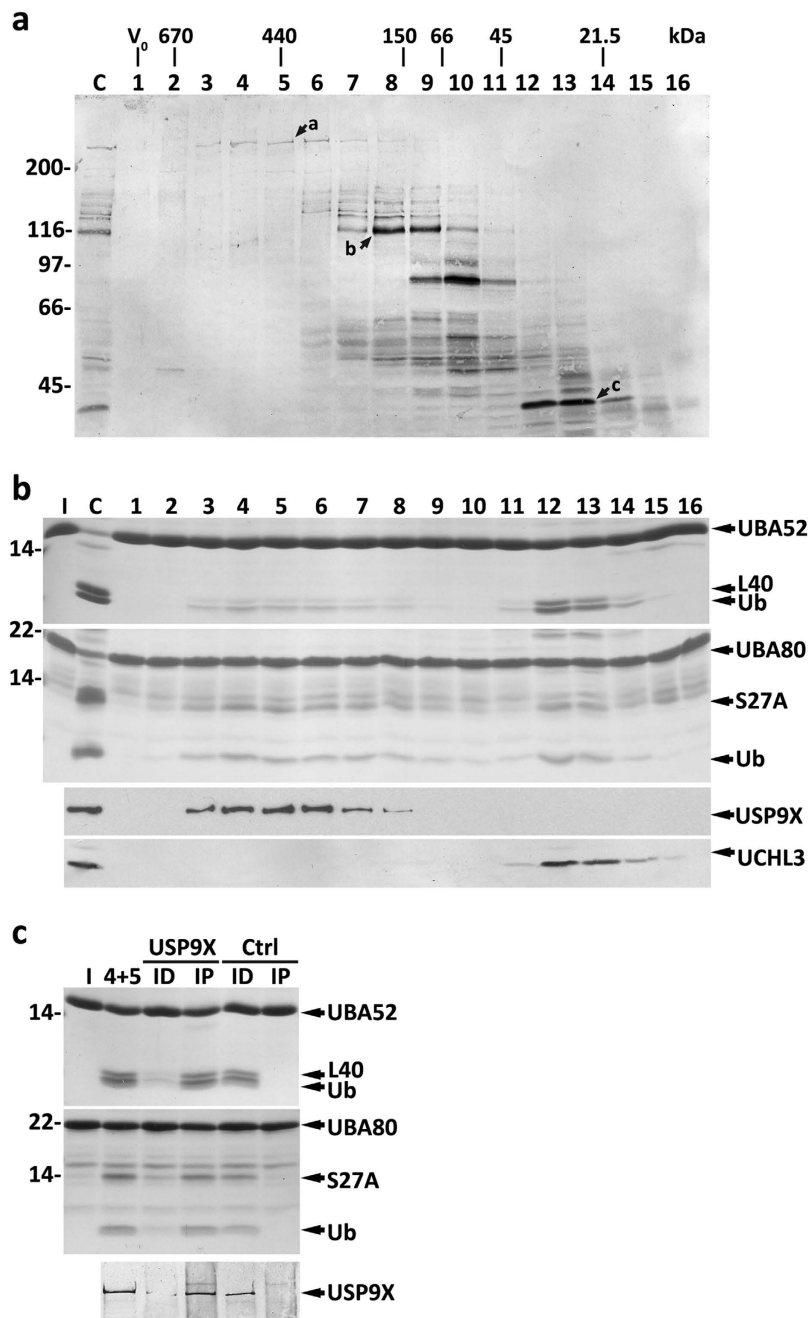 a
V0 670 440 150 66 45 21.5 kDa
C 1 2 3 4 5 6 7 8 9 10 11 12 13 14 15 16
a
200-
b
116-
97-
66-
45-
c
b
I C 1 2 3 4 5 6 7 8 9 10 11 12 13 14 15 16
UBA52
14-
L40
Ub
22-
UBA80
14-
S27A
Ub
USP9X
UCHL3
c
USP9X Ctrl
I 4+5 ID IP ID IP
14- UBA52
L40
Ub
22- UBA80
14- S27A
Ub
USP9X